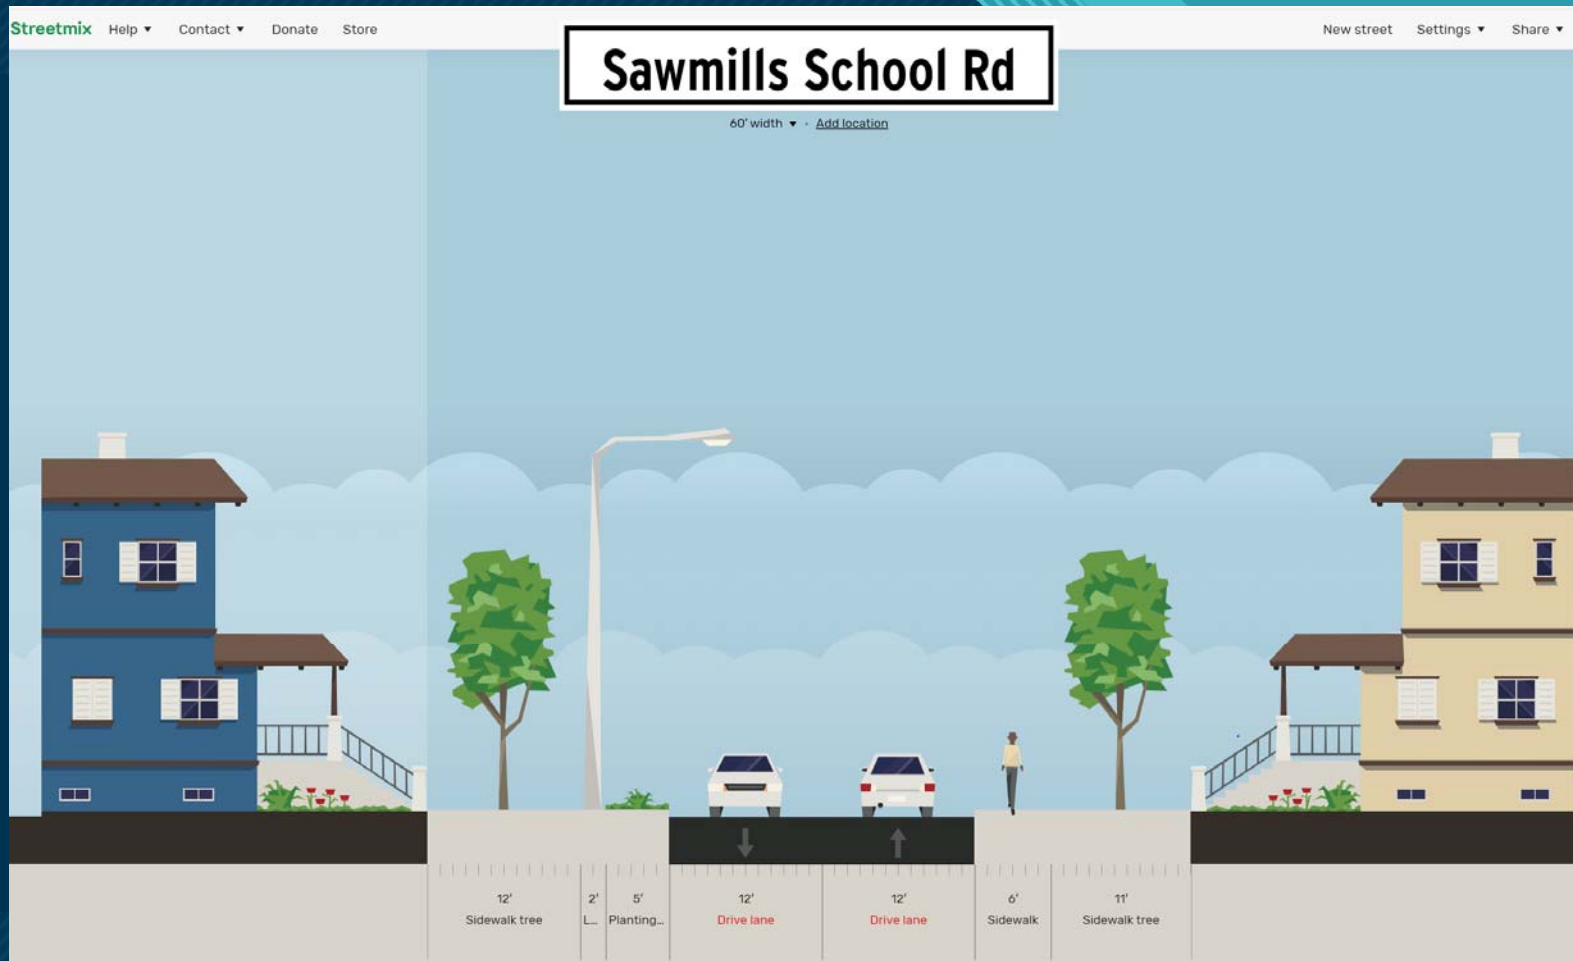 Streetmix Help ▾ Contact ▾ Donate Store New street Settings ▾ Share ▾
Sawmills School Rd
60' width ▾ · Add location
12' 2' 5' 12' 12' 6' 11'
Sidewalk tree L... Planting... Drive lane Drive lane Sidewalk Sidewalk tree